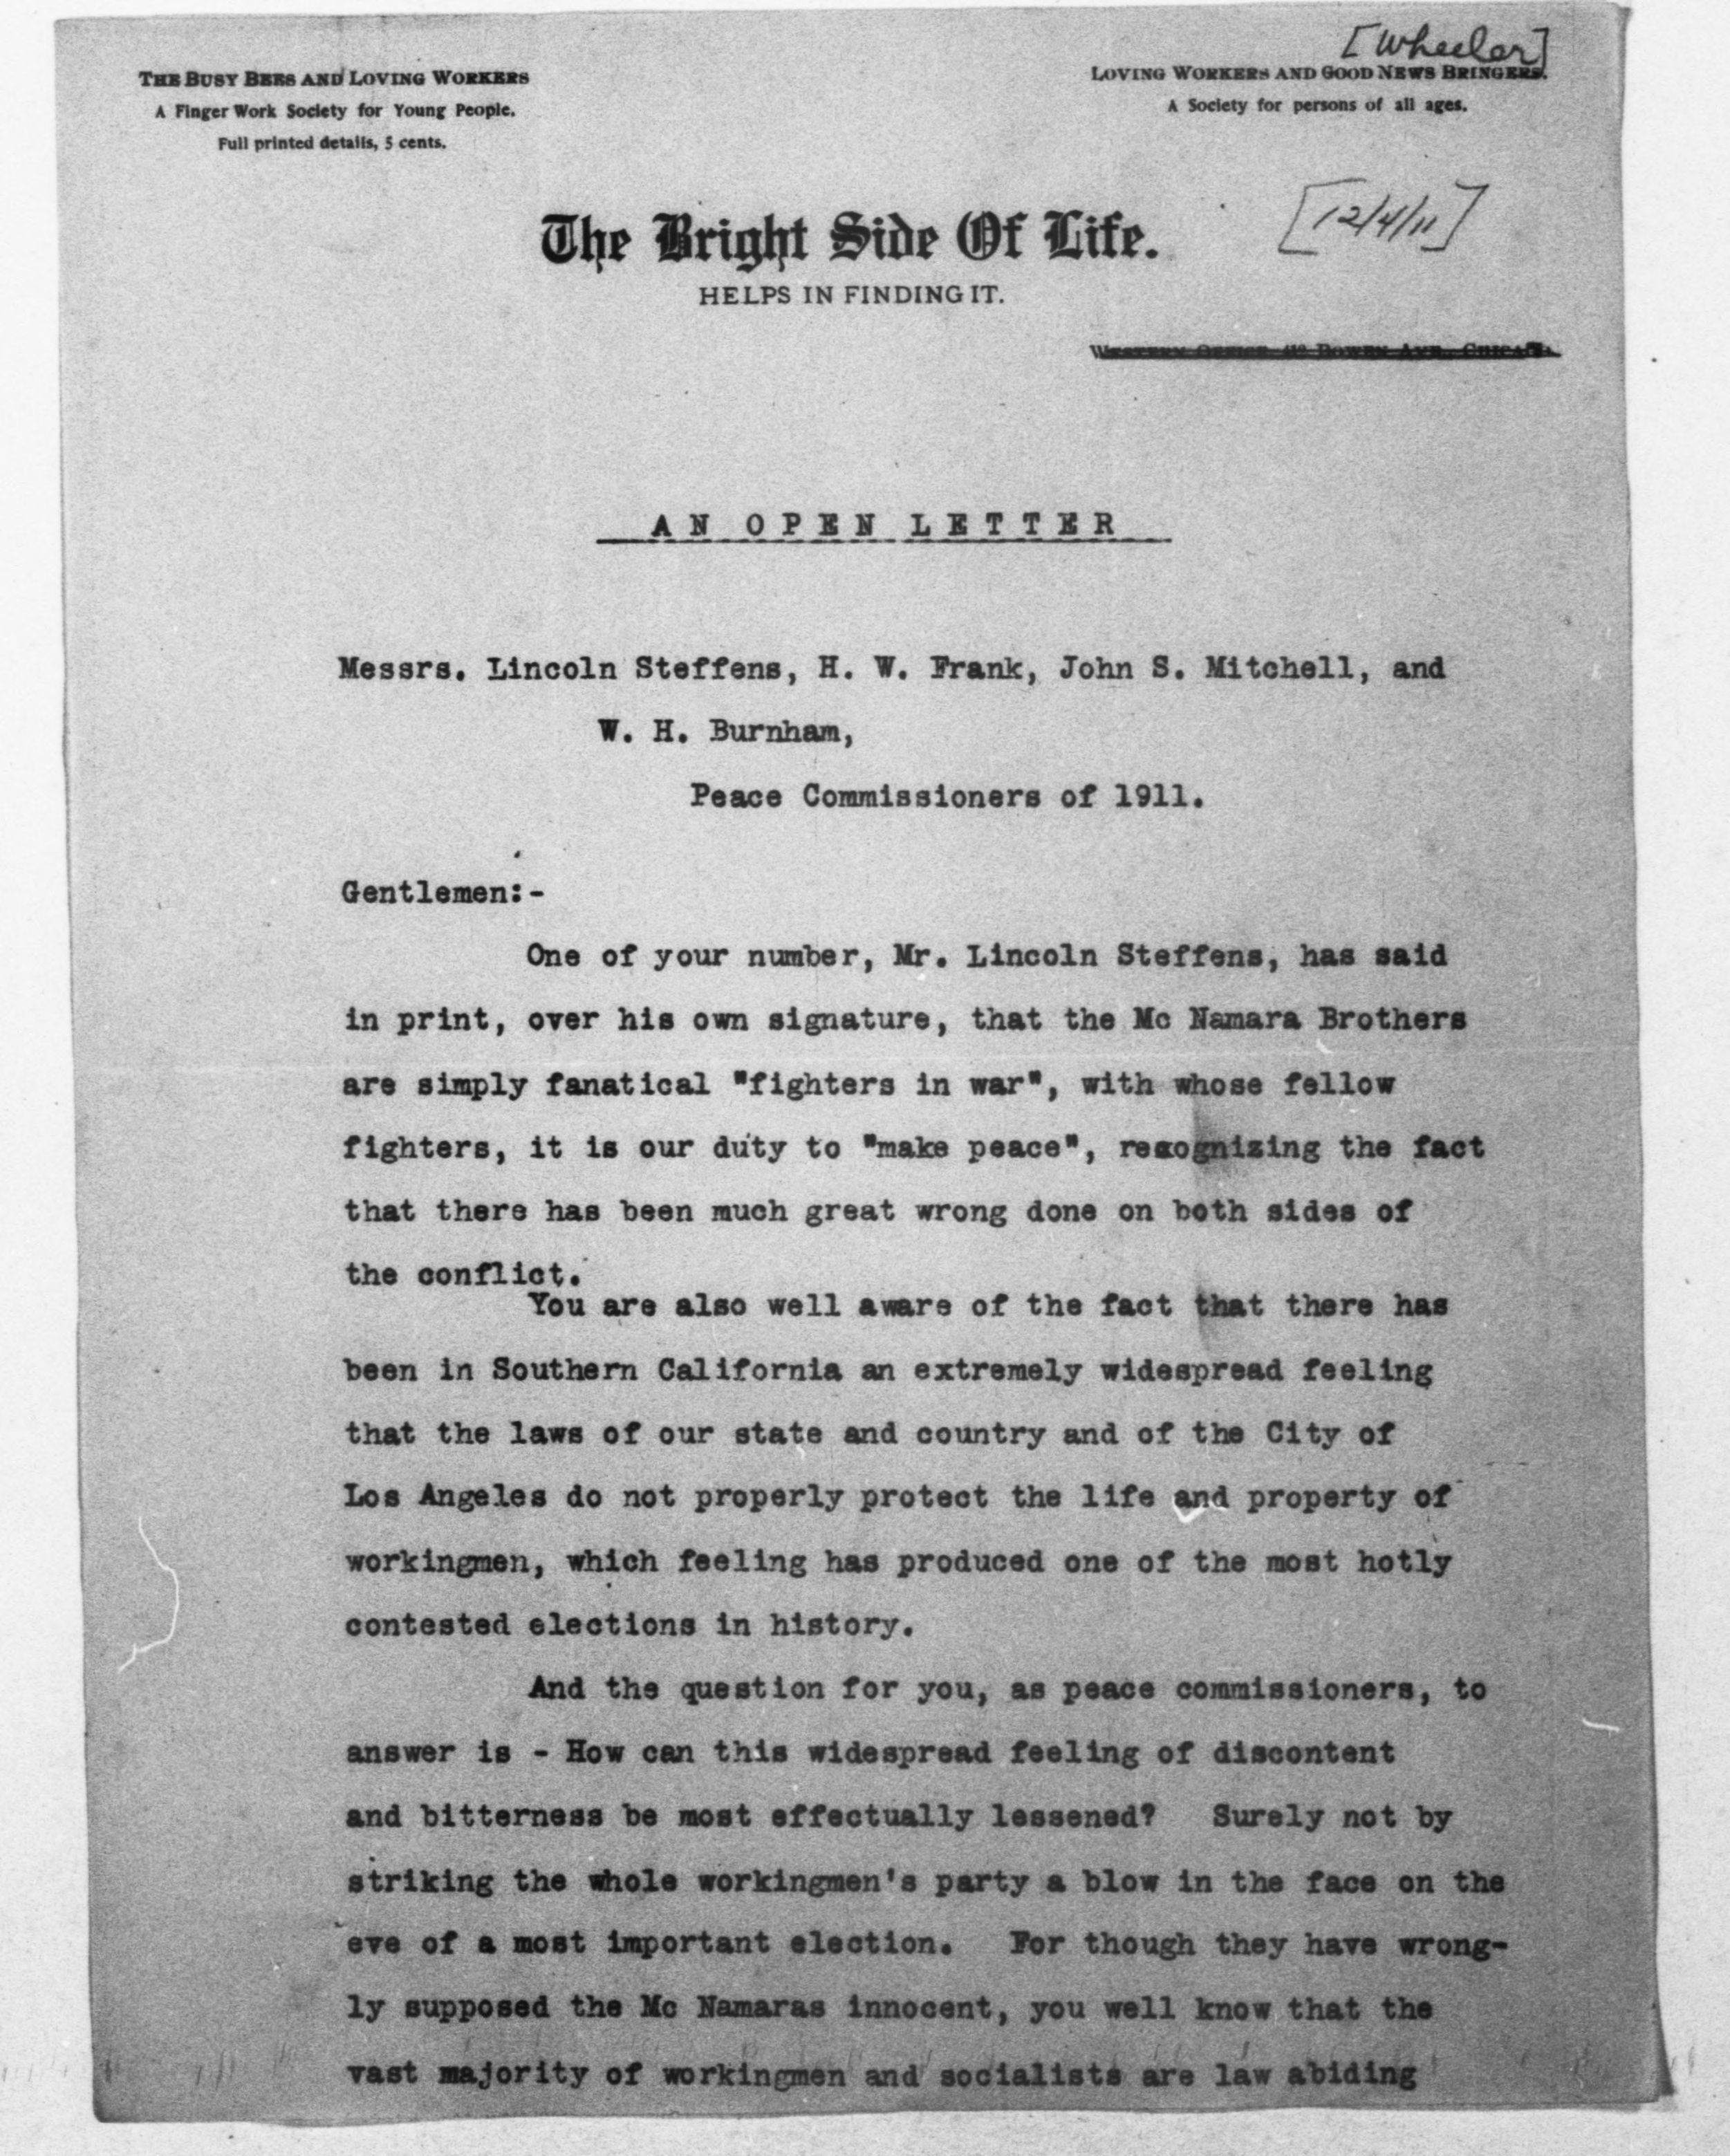 [Wheeler]
THE BUSY BEES AND LOVING WORKERS
A Finger Work Society for Young People.
Full printed details, 5 cents.
LOVING WORKERS AND GOOD NEWS BRINGERS.
A Society for persons of all ages.
[12/4/11]
The Bright Side Of Life.
HELPS IN FINDING IT.
WESTERN OFFICE BOWEN AVE. CHICAGO.
AN OPEN LETTER
Messrs. Lincoln Steffens, H. W. Frank, John S. Mitchell, and
W. H. Burnham,
Peace Commissioners of 1911.
Gentlemen:-
One of your number, Mr. Lincoln Steffens, has said
in print, over his own signature, that the Mc Namara Brothers
are simply fanatical "fighters in war", with whose fellow
fighters, it is our duty to "make peace", recognizing the fact
that there has been much great wrong done on both sides of
the conflict.
You are also well aware of the fact that there has
been in Southern California an extremely widespread feeling
that the laws of our state and country and of the City of
Los Angeles do not properly protect the life and property of
workingmen, which feeling has produced one of the most hotly
contested elections in history.
And the question for you, as peace commissioners, to
answer is - How can this widespread feeling of discontent
and bitterness be most effectually lessened? Surely not by
striking the whole workingmen's party a blow in the face on the
eve of a most important election. For though they have wrong-
ly supposed the Mc Namaras innocent, you well know that the
vast majority of workingmen and socialists are law abiding